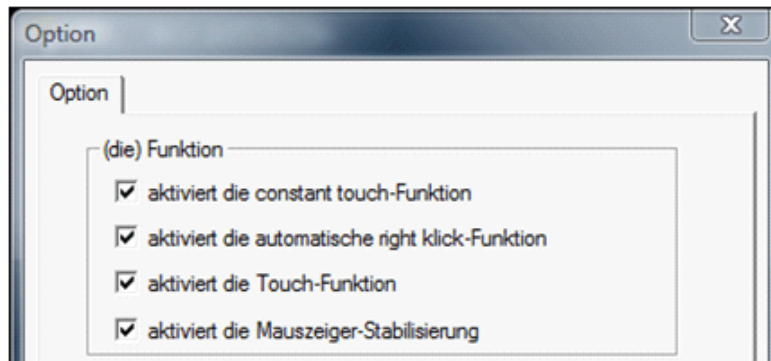 Option
Option
(die) Funktion
aktiviert die constant touch-Funktion
aktiviert die automatische right klick-Funktion
aktiviert die Touch-Funktion
aktiviert die Mauszeiger-Stabilisierung